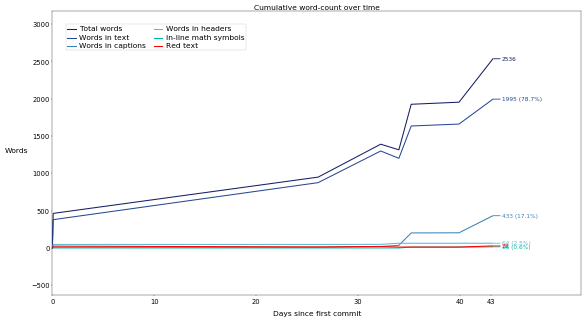 Cumulative word-count over time
3000
2500
2000
1500
1000
500
0
−500
Words
Total words
Words in text
Words in captions
Words in headers
In-line math symbols
Red text
2536
1995 (78.7%)
433 (17.1%)
(0.6%)
0
10
20
30
40
43
Days since first commit